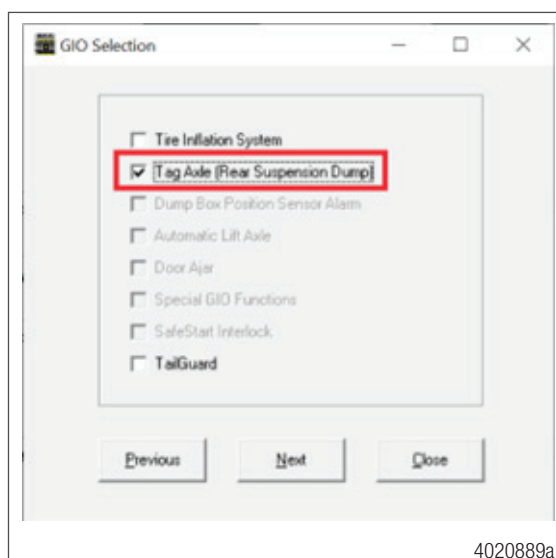 GIO Selection
Tire Inflation System
Tag Axle (Rear Suspension Dump)
Dump Box Position Sensor Alarm
Automatic Lift Axle
Door Ajar
Special GIO Functions
SafeStart Interlock
TailGuard
Previous Next Close
4020889a